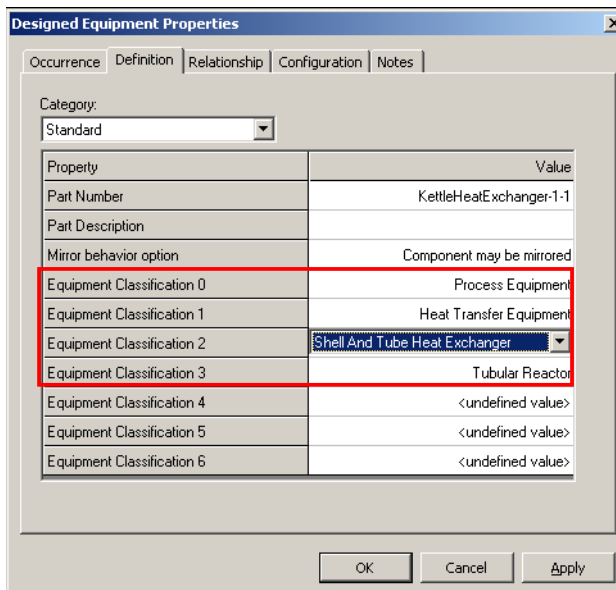 Designed Equipment Properties
Occurrence Definition Relationship Configuration Notes
Category:
Standard
Property Value
Part Number KettleHeatExchanger-1-1
Part Description
Mirror behavior option Component may be mirrored
Equipment Classification 0 Process Equipment
Equipment Classification 1 Heat Transfer Equipment
Equipment Classification 2 Shell And Tube Heat Exchanger
Equipment Classification 3 Tubular Reactor
Equipment Classification 4 <undefined value>
Equipment Classification 5 <undefined value>
Equipment Classification 6 <undefined value>
OK Cancel Apply